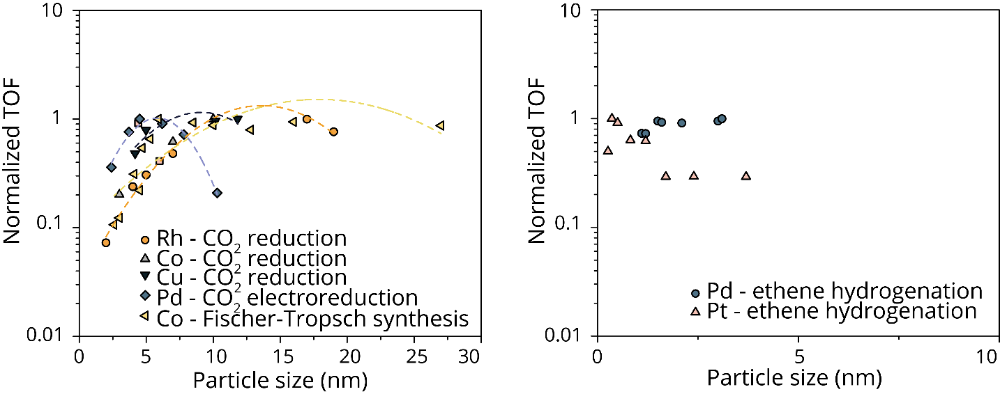 10
1
0.1
0.01
Normalized TOF
Rh - CO2 reduction
Co - CO2 reduction
Cu - CO2 reduction
Pd - CO2 electroreduction
Co - Fischer-Tropsch synthesis
0 5 10 15 20 25 30
Particle size (nm)
10
1
0.1
0.01
Normalized TOF
Pd - ethene hydrogenation
Pt - ethene hydrogenation
0 5 10
Particle size (nm)